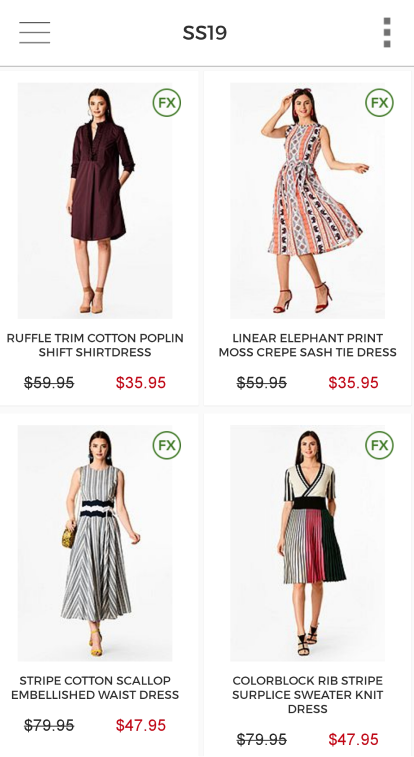 SS19
FX
FX
RUFFLE TRIM COTTON POPLIN
SHIFT SHIRTDRESS
$59.95 $35.95
LINEAR ELEPHANT PRINT
MOSS CREPE SASH TIE DRESS
$59.95 $35.95
FX
FX
STRIPE COTTON SCALLOP
EMBELLISHED WAIST DRESS
$79.95 $47.95
COLORBLOCK RIB STRIPE
SURPLICE SWEATER KNIT
DRESS
$79.95 $47.95